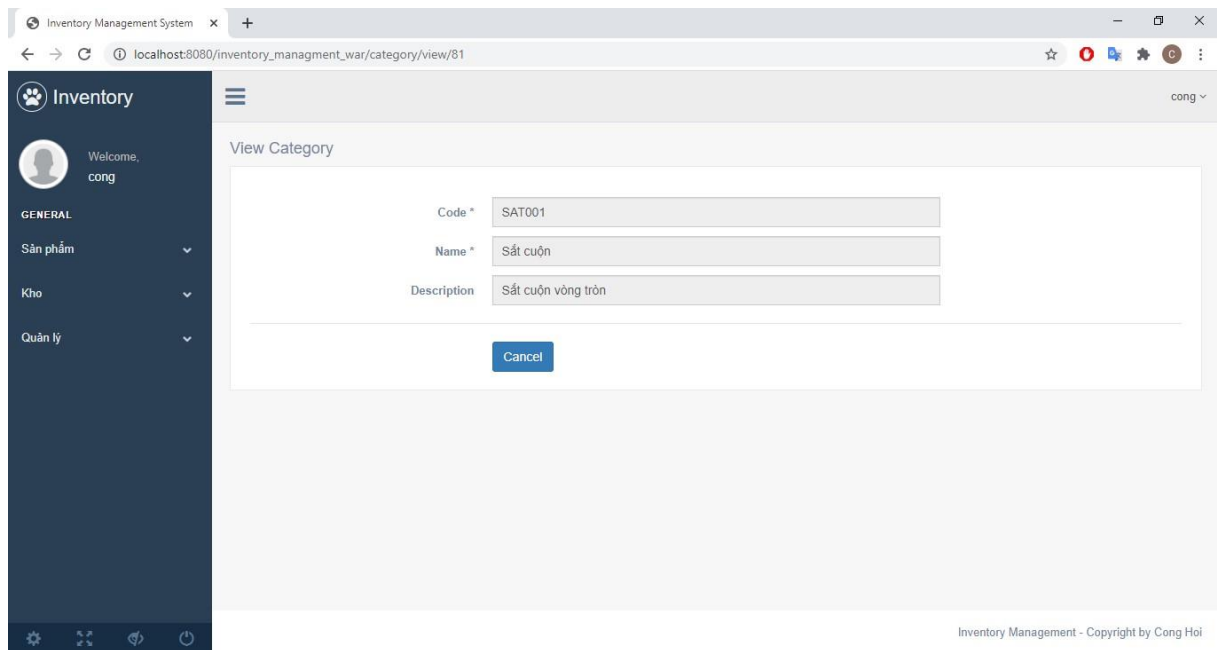 Inventory Management System
localhost:8080/inventory_managment_war/category/view/81
C
Inventory
cong
Welcome,
cong
GENERAL
Sản phẩm
Kho
Quản lý
View Category
Code *
SAT001
Name *
Sắt cuộn
Description
Sắt cuộn vòng tròn
Cancel
Inventory Management - Copyright by Cong Hoi